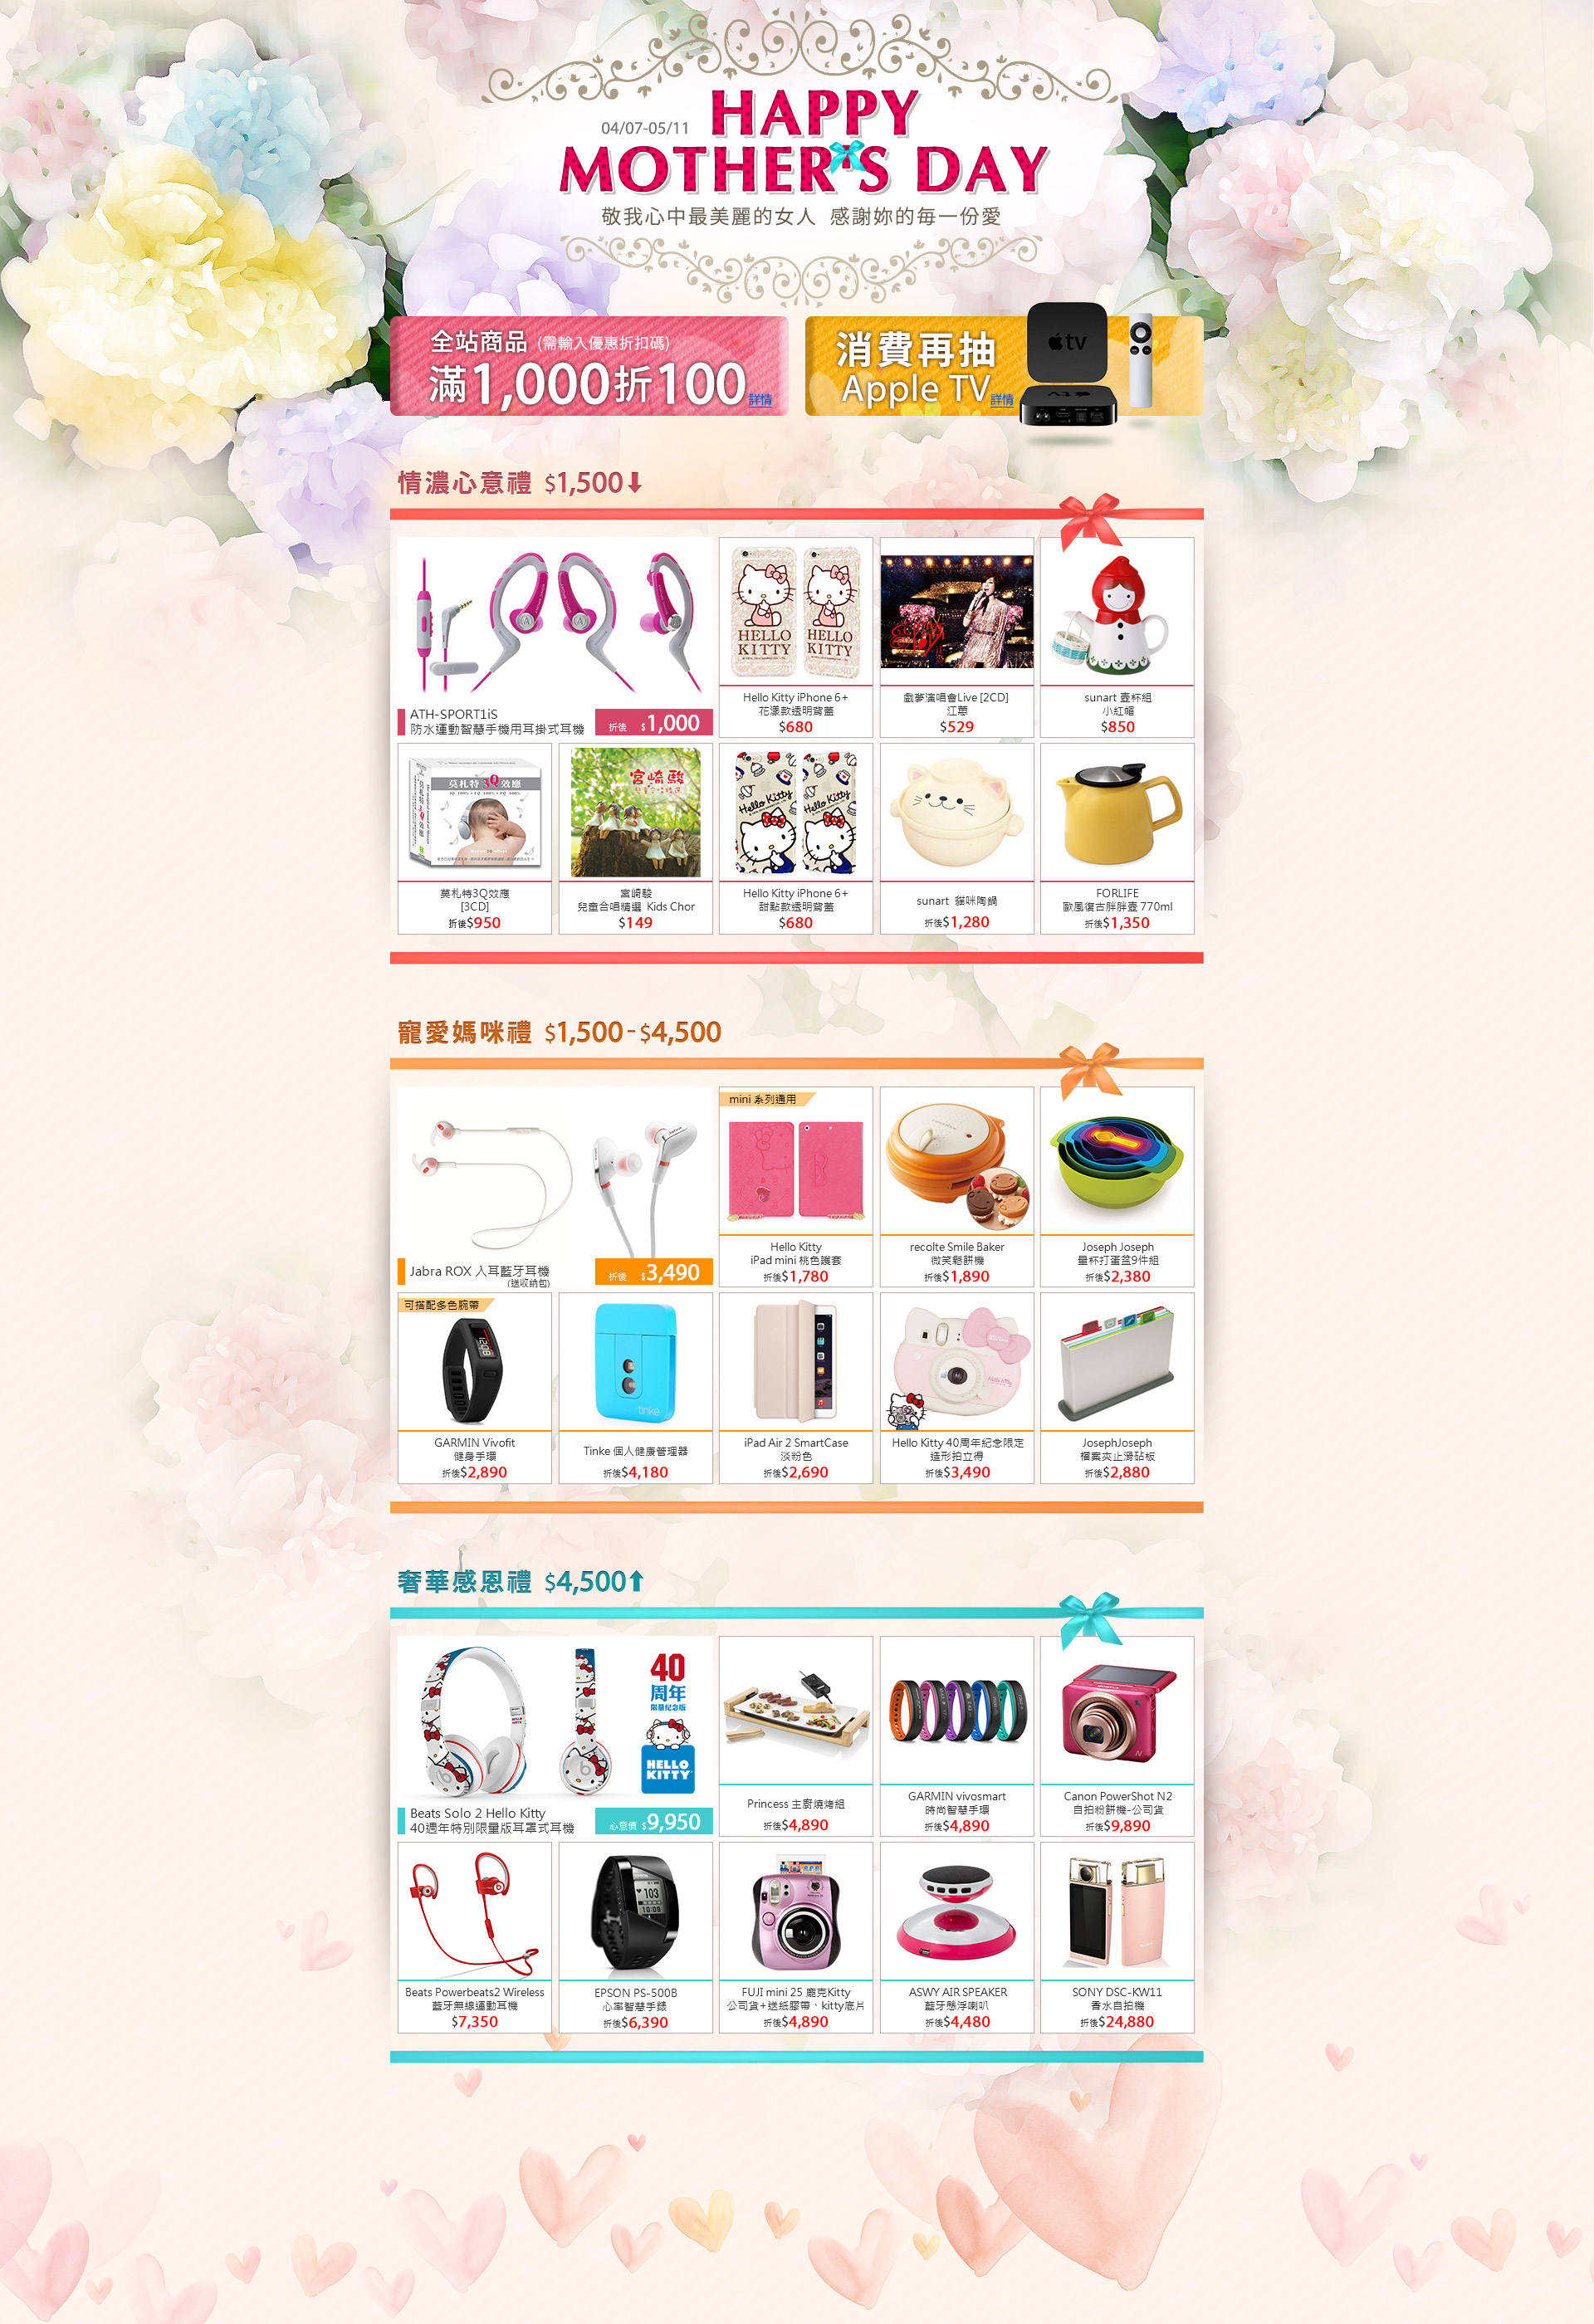 04/07-05/11
HAPPY
MOTHER'S DAY
敬我心中最美麗的女人 感謝妳的每一份愛
全站商品 (需輸入優惠折扣碼)
滿1,000折100 詳情
消費再抽
Apple TV 詳情
tv
情濃心意禮 $1,500⬇
ATH-SPORT1iS
防水運動智慧手機用耳掛式耳機
折後 $1,000
HELLO
KITTY
HELLO
KITTY
Hello Kitty iPhone 6+
花漾款透明背蓋
$680
戲夢演唱會Live [2CD]
江蕙
$529
sunart 壺杯組
小紅帽
$850
莫札特3Q效應
莫札特3Q效應
[3CD]
折後$950
宮崎駿
兒童合唱精選
宮崎駿
兒童合唱精選 Kids Chor
$149
Hello Kitty
Hello Kitty
Hello Kitty iPhone 6+
甜點款透明背蓋
$680
sunart 貓咪陶鍋
折後$1,280
FORLIFE
歐風復古胖胖壺 770ml
折後$1,350
寵愛媽咪禮 $1,500-$4,500
Jabra ROX 入耳藍牙耳機
(送收納包)
折後 $3,490
mini 系列適用
Hello Kitty
iPad mini 桃色護套
折後$1,780
recolte Smile Baker
微笑鬆餅機
折後$1,890
Joseph Joseph
量杯打蛋盆9件組
折後$2,380
可搭配多色腕帶
GARMIN Vivofit
健身手環
折後$2,890
tinke
Tinke 個人健康管理器
折後$4,180
iPad Air 2 SmartCase
淡粉色
折後$2,690
Hello Kitty
Hello Kitty 40周年紀念限定
造形拍立得
折後$3,490
JosephJoseph
檔案夾止滑砧板
折後$2,880
奢華感恩禮 $4,500⬆
40
周年
限量紀念版
HELLO
KITTY
Beats Solo 2 Hello Kitty
40週年特別限量版耳罩式耳機
心意價 $9,950
Princess 主廚燒烤組
折後$4,890
GARMIN vivosmart
時尚智慧手環
折後$4,890
Canon PowerShot N2
自拍粉餅機-公司貨
折後$9,890
Beats Powerbeats2 Wireless
藍牙無線運動耳機
$7,350
103
10:08
EPSON PS-500B
心率智慧手錶
折後$6,390
FUJI mini 25 龐克Kitty
公司貨+送紙膠帶、kitty底片
折後$4,890
ASWY AIR SPEAKER
藍牙懸浮喇叭
折後$4,480
SONY DSC-KW11
香水自拍機
折後$24,880